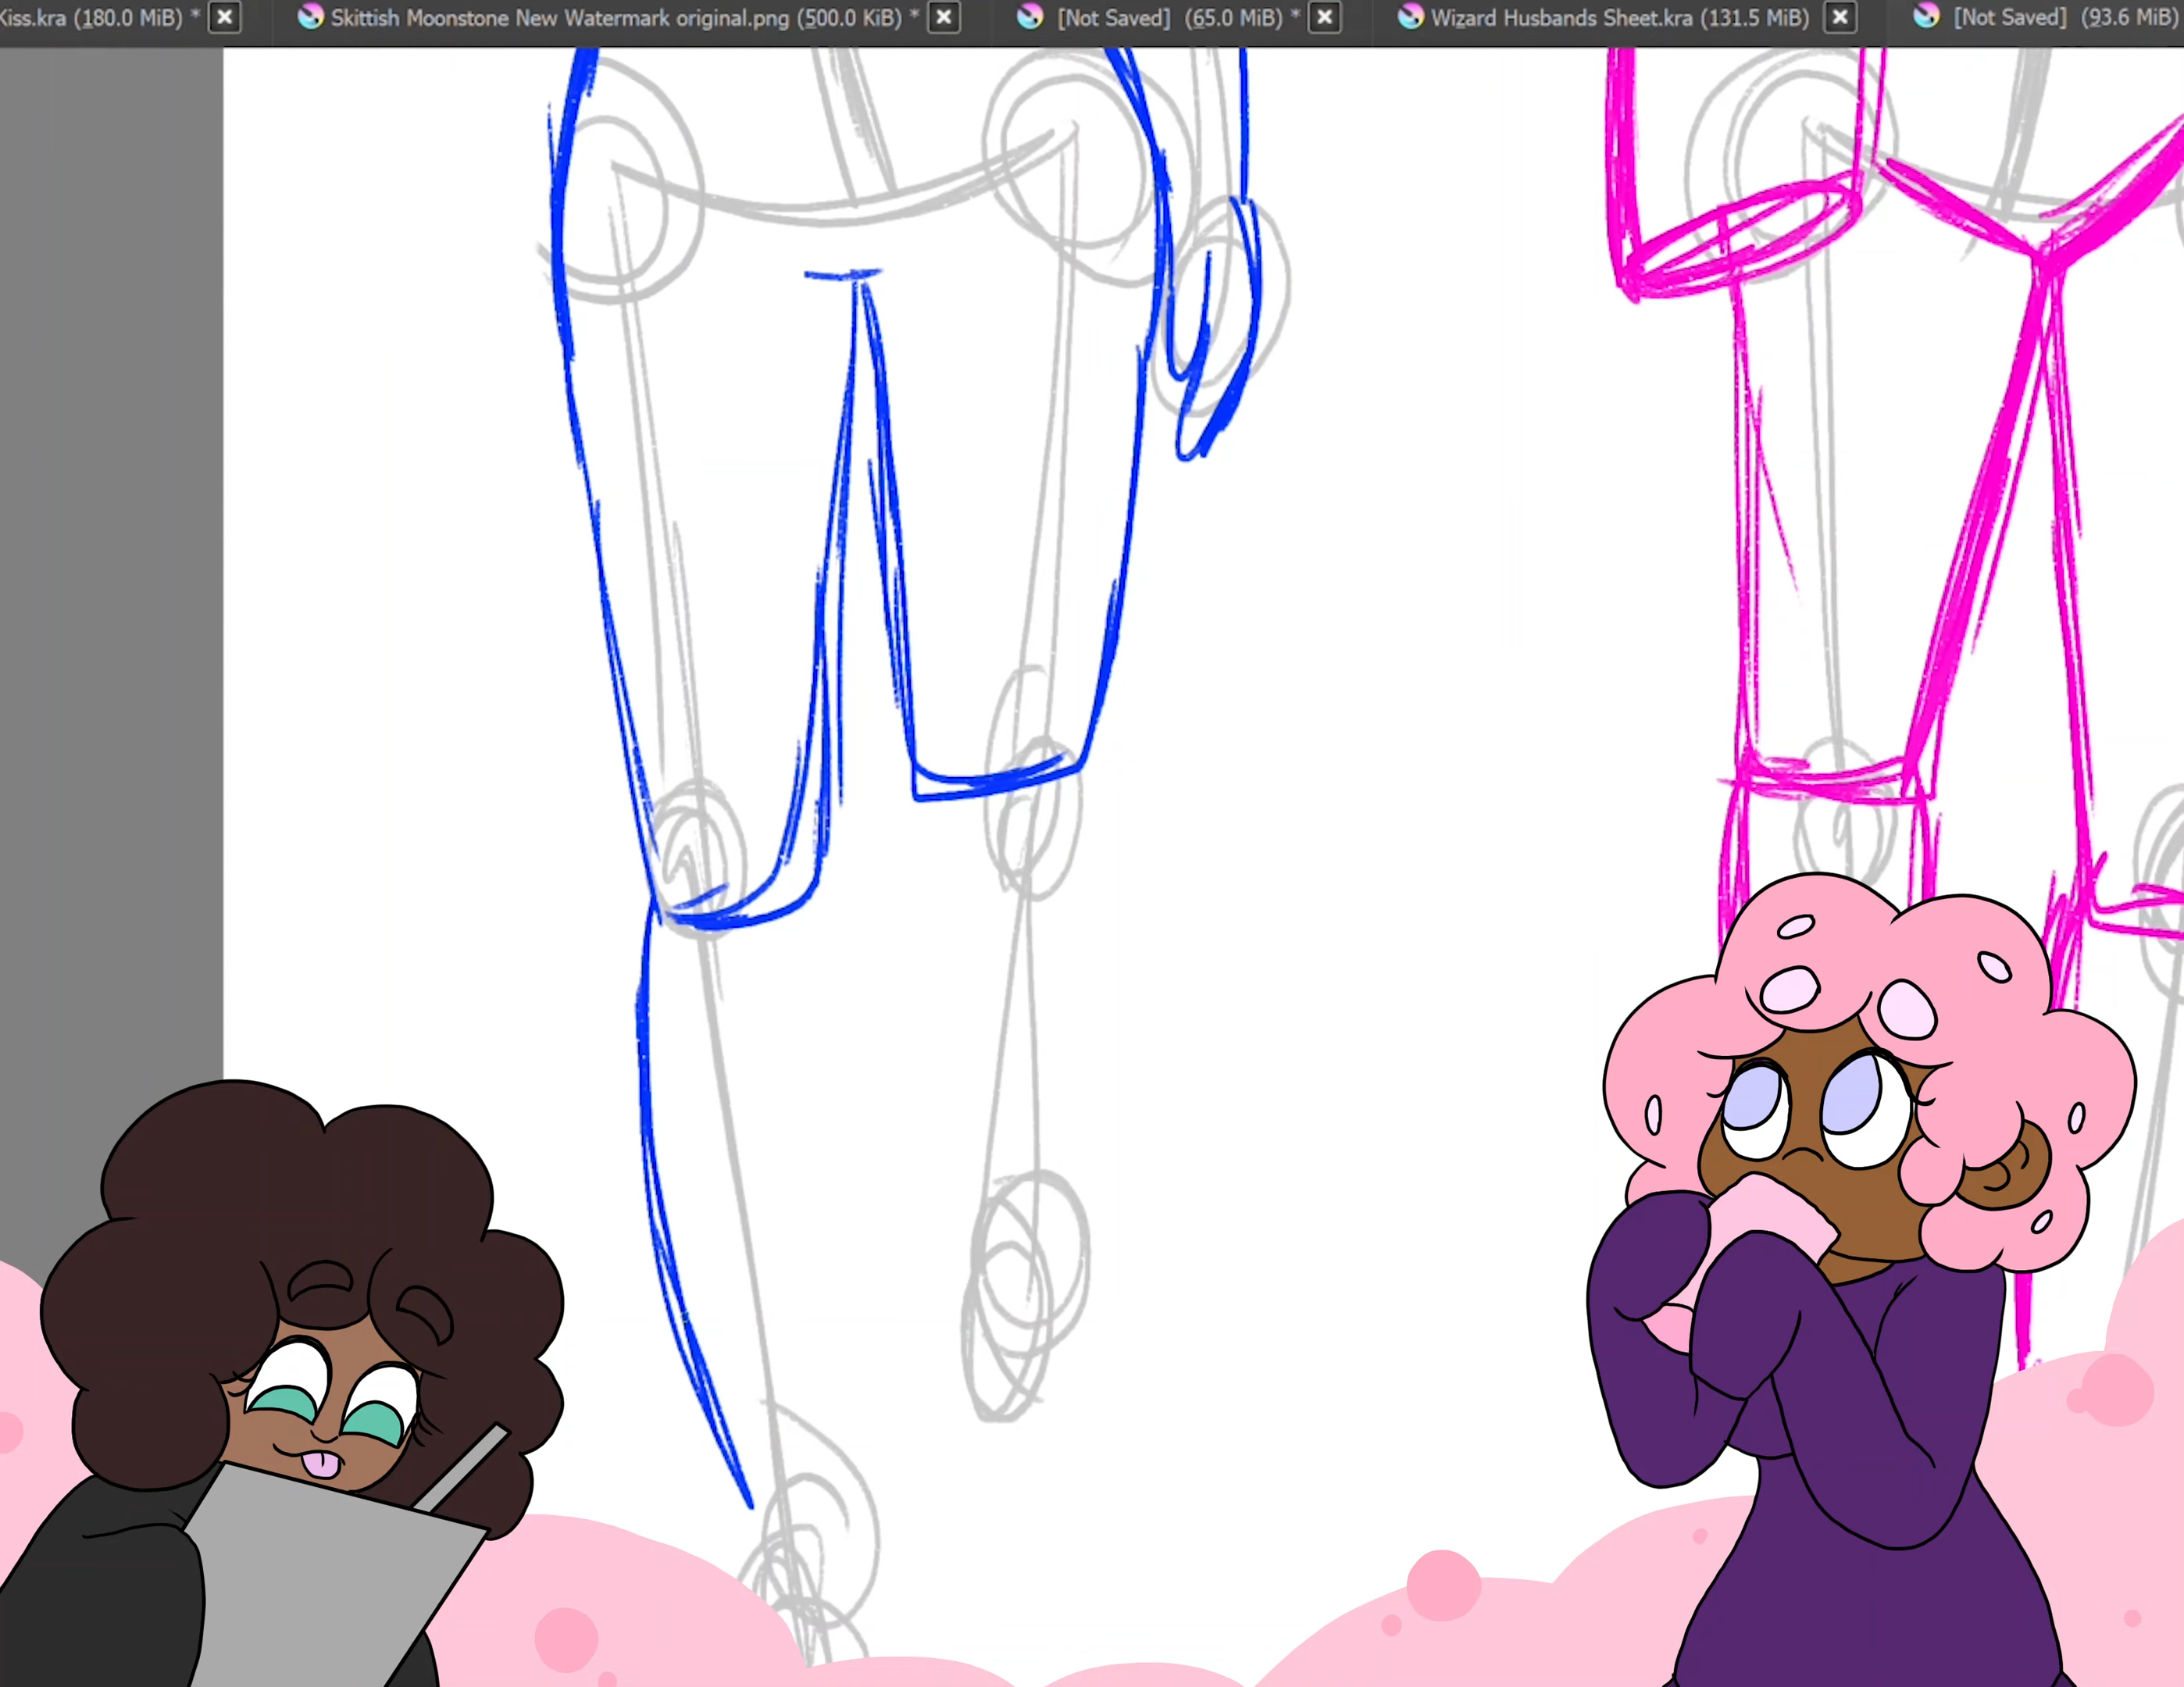 Kiss.kra (180.0 MiB) * Skittish Moonstone New Watermark original.png (500.0 KiB) * [Not Saved] (65.0 MiB) * Wizard Husbands Sheet.kra (131.5 MiB) [Not Saved] (93.6 MiB)